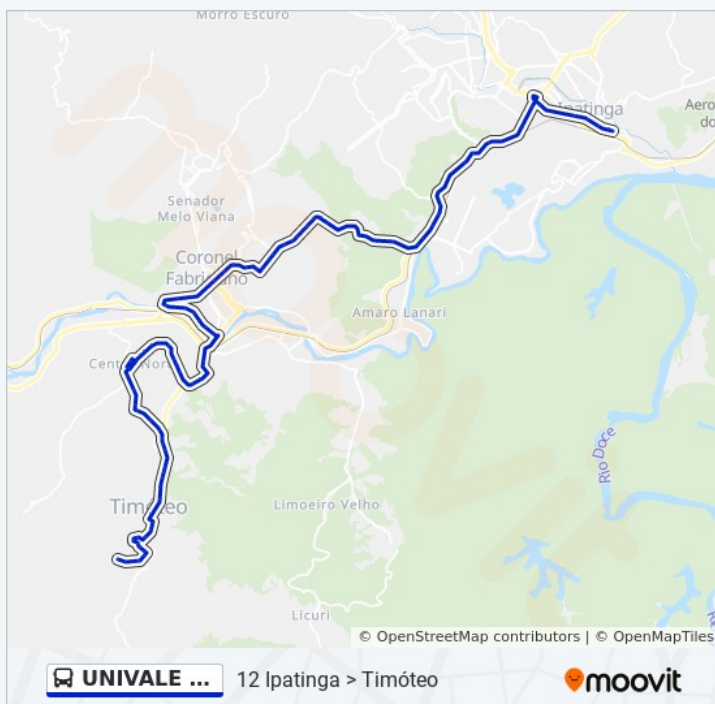 Morro Escuro
Ipatinga
Aero
do
Senador
Melo Viana
Coronel
Fabriciano
Amaro Lanari
Centro Norte
Rio Doce
Timóteo
Limoeiro Velho
Licuri
© OpenStreetMap contributors | © OpenMapTiles
UNIVALE ...
12 Ipatinga > Timóteo
moovit